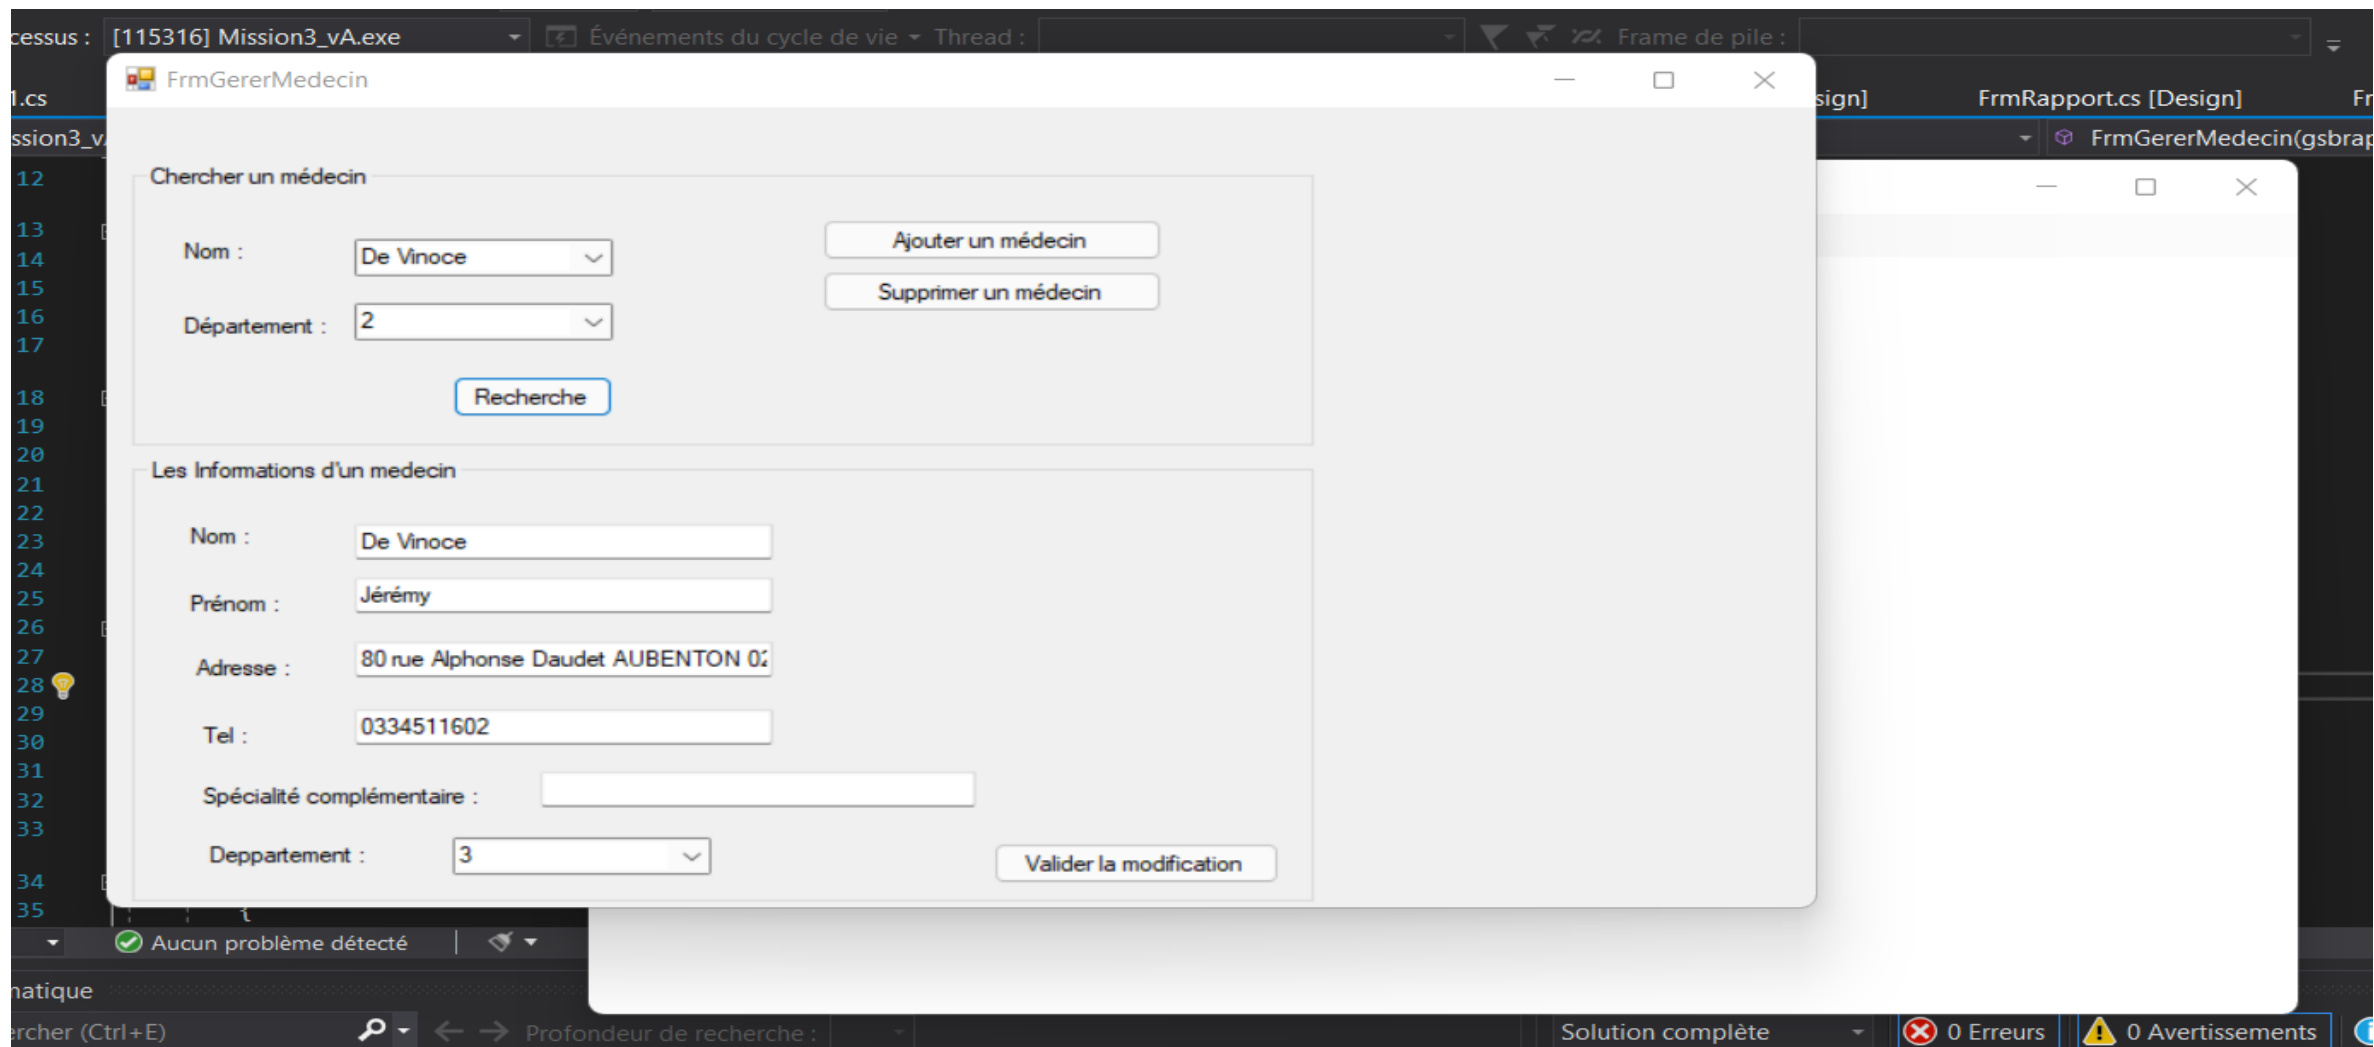 cessus : [115316] Mission3_vA.exe Événements du cycle de vie Thread : Frame de pile :
FrmGererMedecin
.cs sign] FrmRapport.cs [Design] Fr
ssion3_v FrmGererMedecin(gsbrap
12
Chercher un médecin
13
Nom : De Vinoce Ajouter un médecin
14
15
Supprimer un médecin
16
Département : 2
17
18
Recherche
19
20
Les Informations d'un medecin
21
22
23
Nom : De Vinoce
24
25
Prénom : Jérémy
26
27
Adresse : 80 rue Alphonse Daudet AUBENTON 02
28
29
Tel : 0334511602
30
31
32
Spécialité complémentaire :
33
Deppartement : 3 Valider la modification
34
35 {
Aucun problème détecté
natique
ercher (Ctrl+E) Profondeur de recherche : Solution complète 0 Erreurs 0 Avertissements